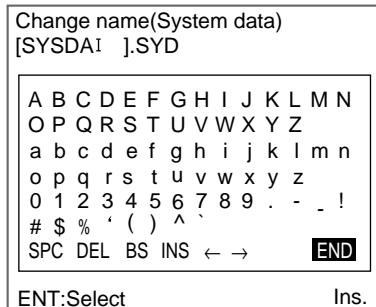 Change name(System data)
[SYSDAI ].SYD
A B C D E F G H I J K L M N
O P Q R S T U V W X Y Z
a b c d e f g h i j k l m n
o p q r s t u v w x y z
0 1 2 3 4 5 6 7 8 9 . - _ !
# $ % ‘ ( ) ^ `
SPC DEL BS INS ← → END
ENT:Select Ins.